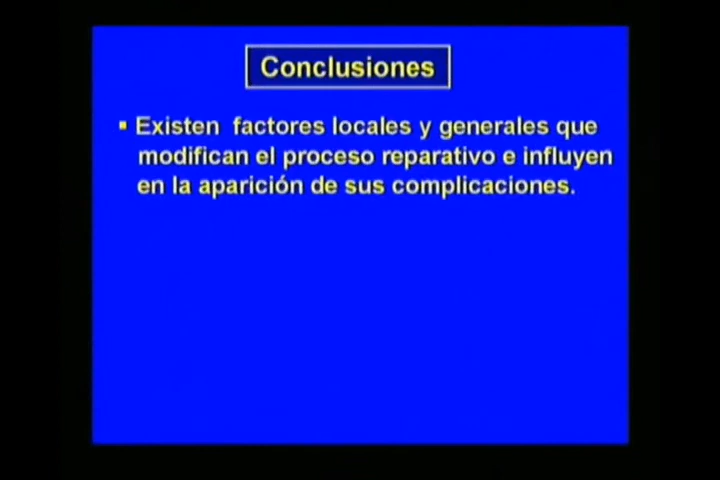 Conclusiones
▪ Existen factores locales y generales que
modifican el proceso reparativo e influyen
en la aparición de sus complicaciones.